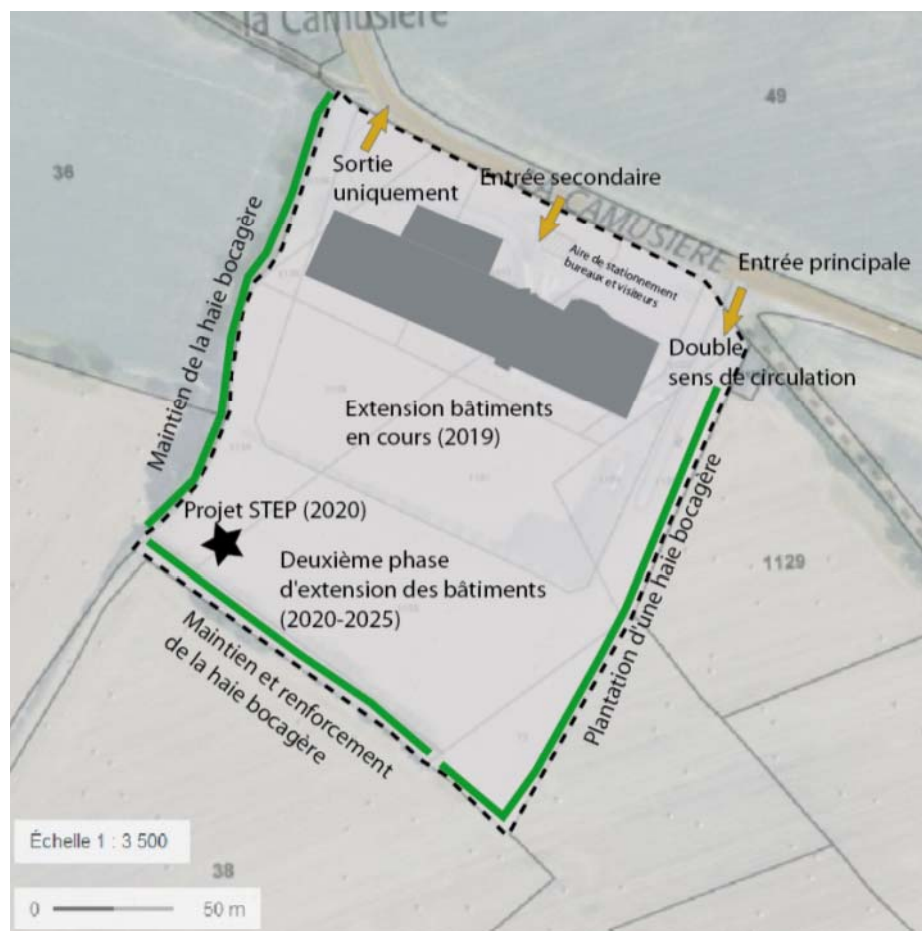 la Camusière
49
36
Sortie
uniquement
Entrée secondaire
LA CAMUSIERE
Aire de stationnement
bureaux et visiteurs
Entrée principale
Double
sens de circulation
Maintien de la haie bocagère
Extension bâtiments
en cours (2019)
Projet STEP (2020)
Deuxième phase
d'extension des bâtiments
(2020-2025)
1129
Plantation d'une haie bocagère
Maintien et renforcement
de la haie bocagère
Échelle 1 : 3 500
38
0 50 m